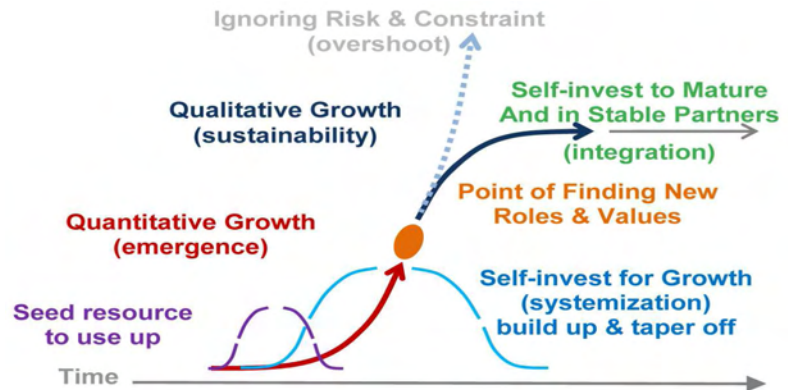 Ignoring Risk & Constraint
(overshoot)
Self-invest to Mature
And in Stable Partners
(integration)
Qualitative Growth
(sustainability)
Point of Finding New
Roles & Values
Quantitative Growth
(emergence)
Self-invest for Growth
(systemization)
build up & taper off
Seed resource
to use up
Time